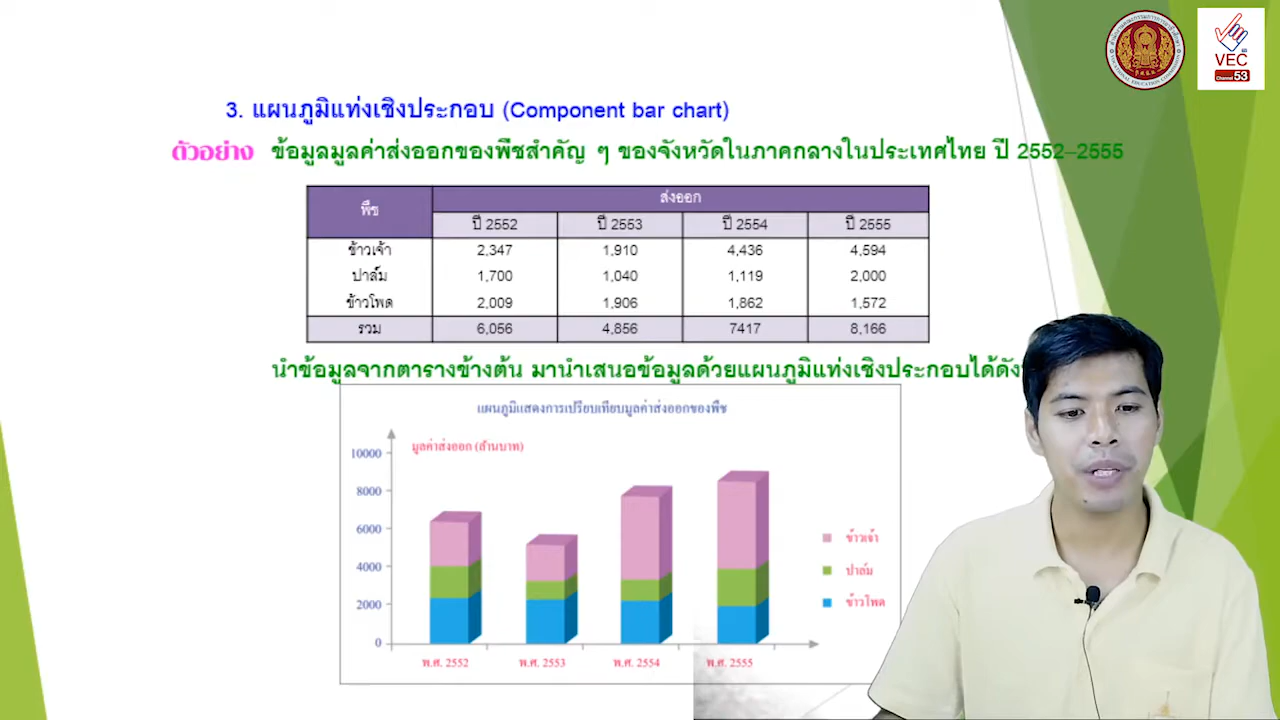 VEC
Channel 53
VOCATIONAL EDUCATION COMMISSION
3. แผนภูมิแท่งเชิงประกอบ (Component bar chart)
ตัวอย่าง ข้อมูลมูลค่าส่งออกของพืชสำคัญ ๆ ของจังหวัดในภาคกลางในประเทศไทย ปี 2552–2555
พืช ส่งออก
ปี 2552 ปี 2553 ปี 2554 ปี 2555
ข้าวเจ้า 2,347 1,910 4,436 4,594
ปาล์ม 1,700 1,040 1,119 2,000
ข้าวโพด 2,009 1,906 1,862 1,572
รวม 6,056 4,856 7417 8,166
นำข้อมูลจากตารางข้างต้น มานำเสนอข้อมูลด้วยแผนภูมิแท่งเชิงประกอบได้ดัง
แผนภูมิแสดงการเปรียบเทียบมูลค่าส่งออกของพืช
มูลค่าส่งออก (ล้านบาท)
10000
8000
6000
4000
2000
0
ข้าวเจ้า
ปาล์ม
ข้าวโพด
พ.ศ. 2552 พ.ศ. 2553 พ.ศ. 2554 พ.ศ. 2555